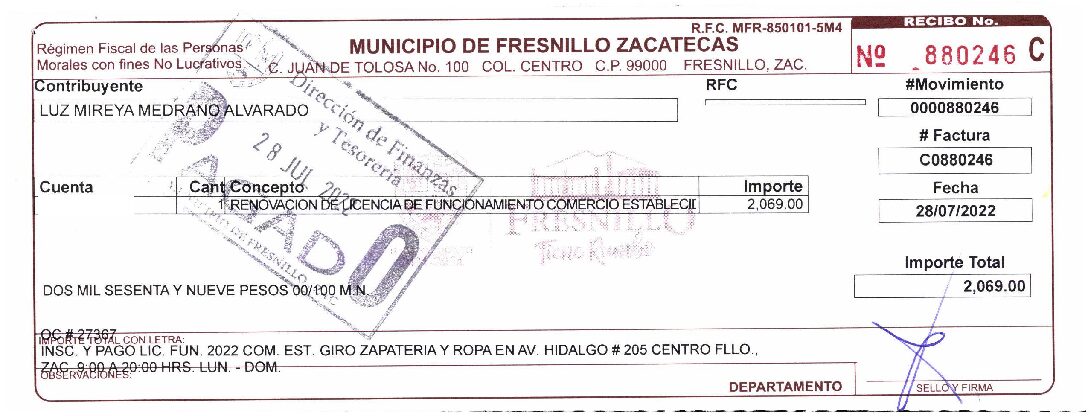 RECIBO No.
R.F.C. MFR-850101-5M4
Régimen Fiscal de las Personas
Morales con fines No Lucrativos
MUNICIPIO DE FRESNILLO ZACATECAS
C. JUAN DE TOLOSA No. 100 COL. CENTRO C.P. 99000 FRESNILLO, ZAC.
Nº 880246 C
Contribuyente
RFC
#Movimiento
LUZ MIREYA MEDRANO ALVARADO
0000880246
# Factura
C0880246
Dirección de Finanzas
y Tesorería
28 JUL 2022
PAGADO
Cuenta Cant Concepto Importe
Fecha
1 RENOVACION DE LICENCIA DE FUNCIONAMIENTO COMERCIO ESTABLECI 2,069.00
28/07/2022
FRESNILLO
DE FRESNILLO, ZAC
Importe Total
2,069.00
DOS MIL SESENTA Y NUEVE PESOS 00/100 M.N.
OC # 27367
IMPORTE TOTAL CON LETRA:
INSC. Y PAGO LIC. FUN. 2022 COM. EST. GIRO ZAPATERIA Y ROPA EN AV. HIDALGO # 205 CENTRO FLLO.,
ZAC. 9:00 A 20:00 HRS. LUN. - DOM.
OBSERVACIONES:
DEPARTAMENTO
SELLO Y FIRMA